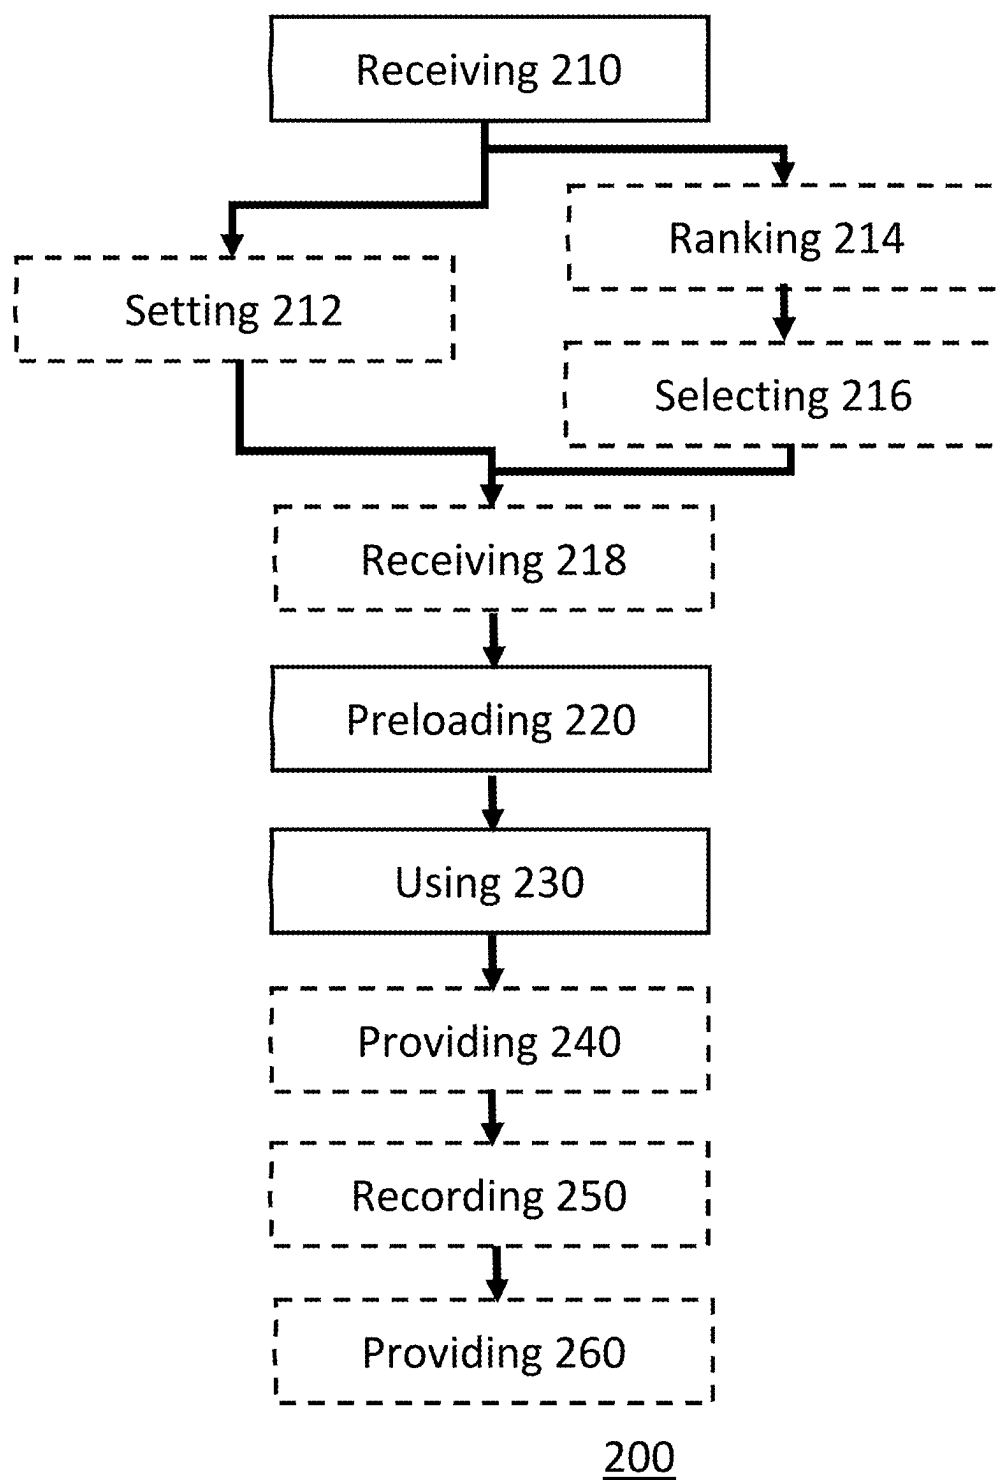 Receiving 210
Ranking 214
Setting 212
Selecting 216
Receiving 218
Preloading 220
Using 230
Providing 240
Recording 250
Providing 260
200